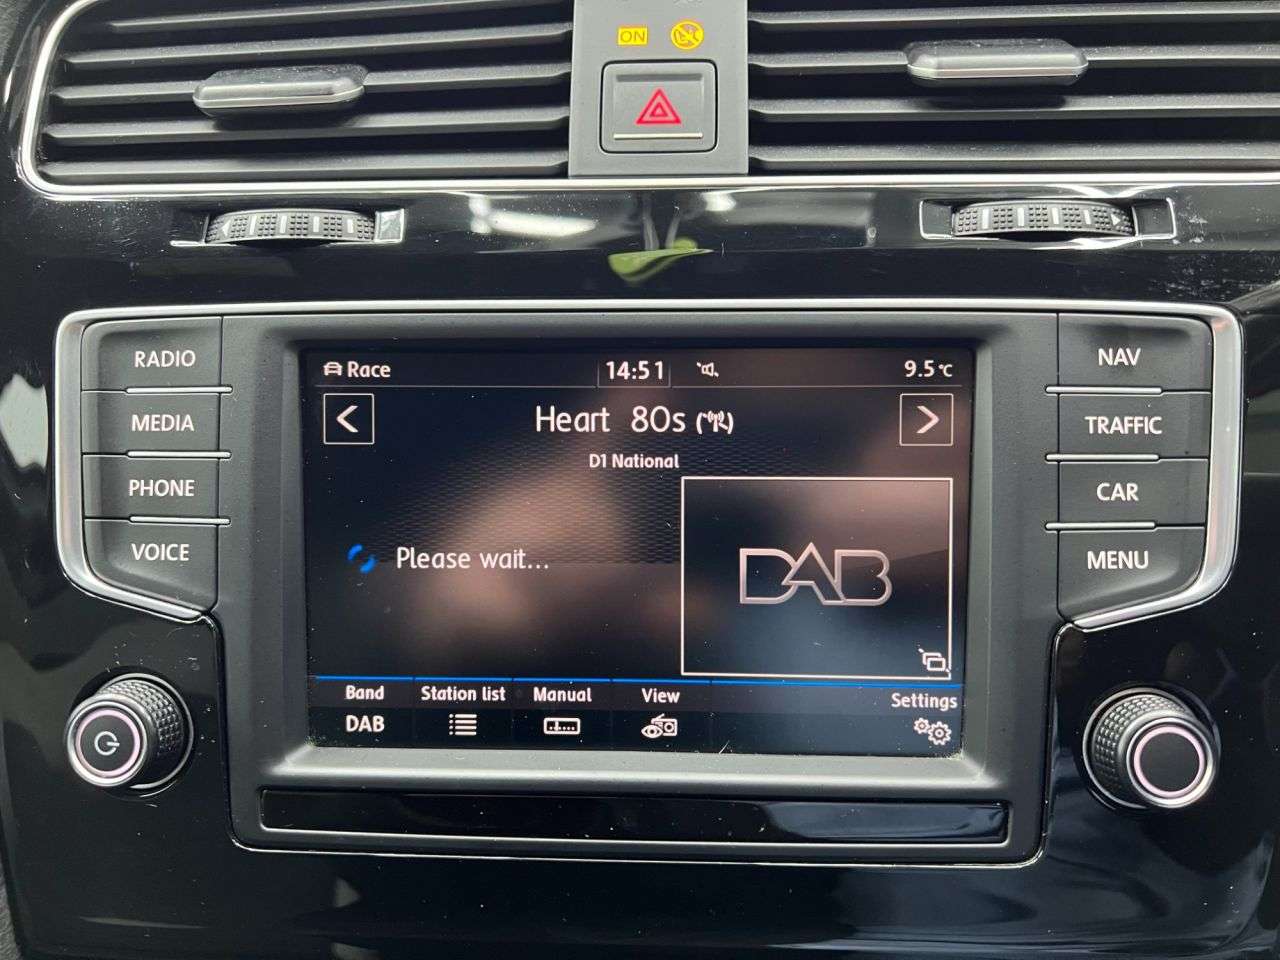 ON
RADIO
MEDIA
PHONE
VOICE
Race
14:51
9.5°C
Heart 80s
D1 National
Please wait...
DAB
Band
DAB
Station list
Manual
View
Settings
NAV
TRAFFIC
CAR
MENU